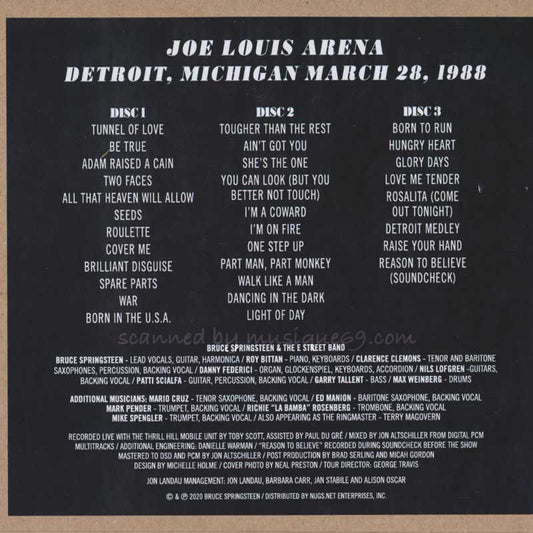 JOE LOUIS ARENA
DETROIT, MICHIGAN MARCH 28, 1988
DISC 1
TUNNEL OF LOVE
BE TRUE
ADAM RAISED A CAIN
TWO FACES
ALL THAT HEAVEN WILL ALLOW
SEEDS
ROULETTE
COVER ME
BRILLIANT DISGUISE
SPARE PARTS
WAR
BORN IN THE U.S.A.
DISC 2
TOUGHER THAN THE REST
AIN'T GOT YOU
SHE'S THE ONE
YOU CAN LOOK (BUT YOU
BETTER NOT TOUCH)
I'M A COWARD
I'M ON FIRE
ONE STEP UP
PART MAN, PART MONKEY
WALK LIKE A MAN
DANCING IN THE DARK
LIGHT OF DAY
DISC 3
BORN TO RUN
HUNGRY HEART
GLORY DAYS
LOVE ME TENDER
ROSALITA (COME
OUT TONIGHT)
DETROIT MEDLEY
RAISE YOUR HAND
REASON TO BELIEVE
(SOUNDCHECK)
scanned by musique69.com
BRUCE SPRINGSTEEN & THE E STREET BAND
BRUCE SPRINGSTEEN - LEAD VOCALS, GUITAR, HARMONICA / ROY BITTAN - PIANO, KEYBOARDS / CLARENCE CLEMONS - TENOR AND BARITONE
SAXOPHONES, PERCUSSION, BACKING VOCAL / DANNY FEDERICI - ORGAN, GLOCKENSPIEL, KEYBOARDS, ACCORDION / NILS LOFGREN -GUITARS,
BACKING VOCAL / PATTI SCIALFA - GUITAR, PERCUSSION, BACKING VOCAL / GARRY TALLENT - BASS / MAX WEINBERG - DRUMS
ADDITIONAL MUSICIANS: MARIO CRUZ - TENOR SAXOPHONE, BACKING VOCAL / ED MANION - BARITONE SAXOPHONE, BACKING VOCAL
MARK PENDER - TRUMPET, BACKING VOCAL / RICHIE "LA BAMBA" ROSENBERG - TROMBONE, BACKING VOCAL
MIKE SPENGLER - TRUMPET, BACKING VOCAL / ALSO APPEARING AS THE RINGMASTER - TERRY MAGOVERN
RECORDED LIVE WITH THE THRILL HILL MOBILE UNIT BY TOBY SCOTT, ASSISTED BY PAUL DU GRÉ / MIXED BY JON ALTSCHILLER FROM DIGITAL PCM
MULTITRACKS / ADDITIONAL ENGINEERING: DANIELLE WARMAN / "REASON TO BELIEVE" RECORDED DURING SOUNDCHECK BEFORE THE SHOW
MASTERED TO DSD AND PCM BY JON ALTSCHILLER / POST PRODUCTION BY BRAD SERLING AND MICAH GORDON
DESIGN BY MICHELLE HOLME / COVER PHOTO BY NEAL PRESTON / TOUR DIRECTOR: GEORGE TRAVIS
JON LANDAU MANAGEMENT: JON LANDAU, BARBARA CARR, JAN STABILE AND ALISON OSCAR
© & ℗ 2020 BRUCE SPRINGSTEEN / DISTRIBUTED BY NUGS.NET ENTERPRISES, INC.